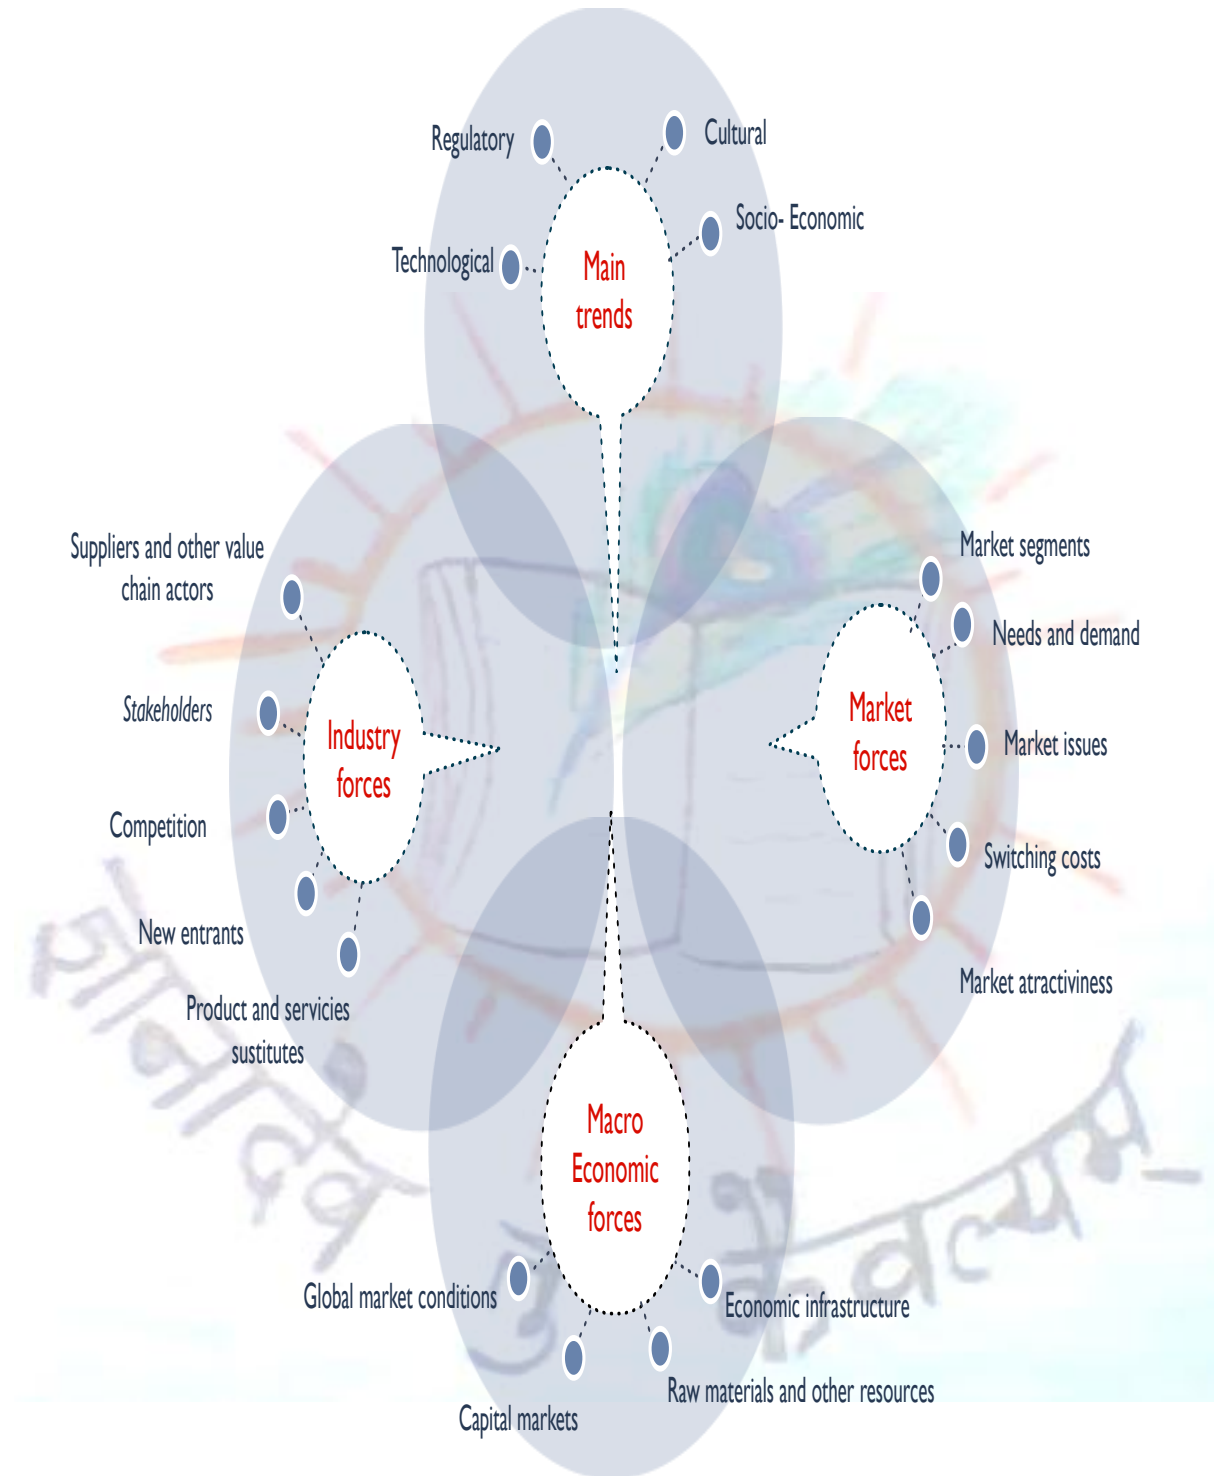 Regulatory
Cultural
Socio- Economic
Technological
Main
trends
Suppliers and other value
chain actors
Stakeholders
Industry
forces
Competition
New entrants
Product and servicies
sustitutes
Market segments
Needs and demand
Market
forces
Market issues
Switching costs
Market atractiviness
Macro
Economic
forces
Global market conditions
Economic infrastructure
Capital markets
Raw materials and other resources
ज्ञानादेव
तु
कैवल्यम्